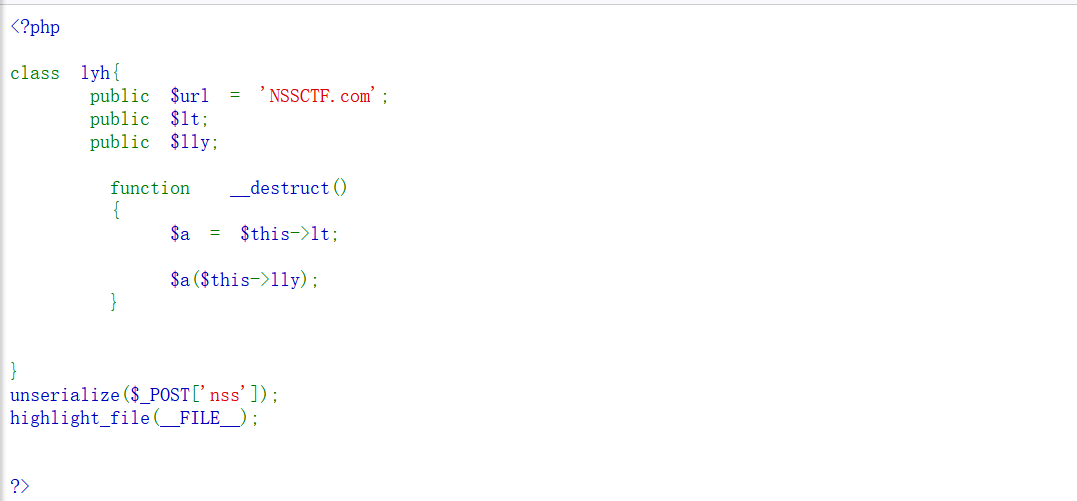 <?php
class lyh{
public $url = 'NSSCTF.com';
public $lt;
public $lly;
function __destruct()
{
$a = $this->lt;
$a($this->lly);
}
}
unserialize($_POST['nss']);
highlight_file(__FILE__);
?>